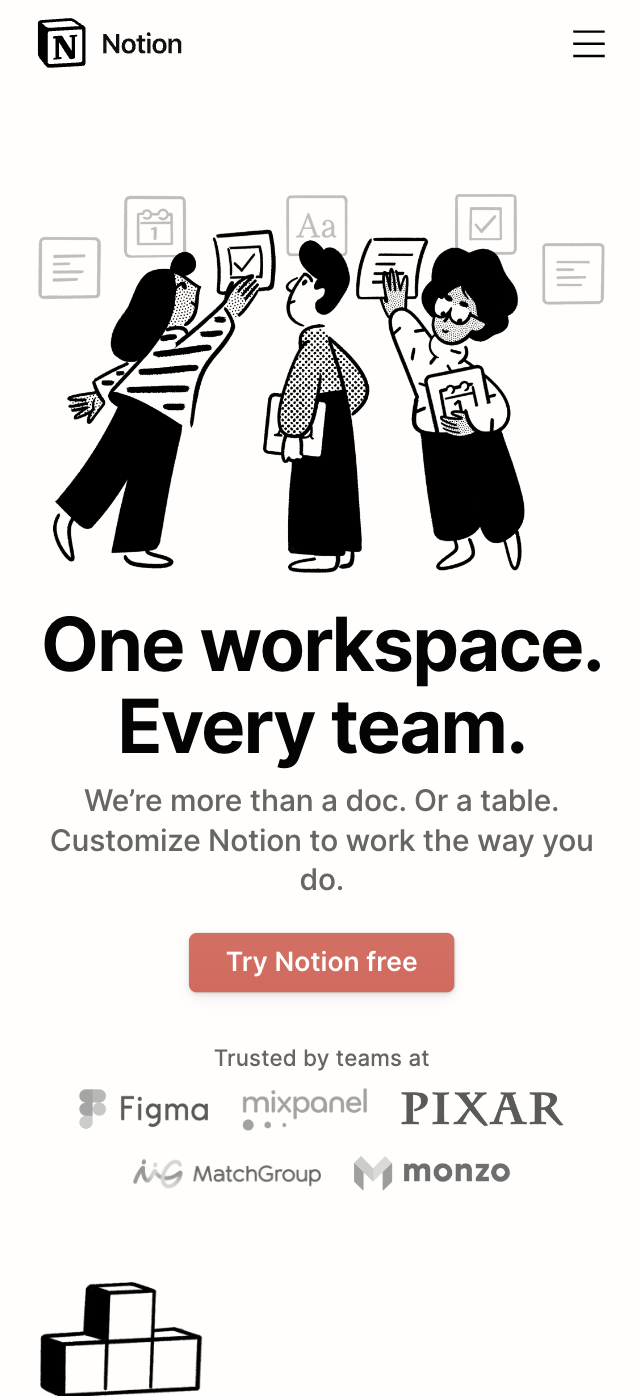 N Notion
1
Aa
One workspace.
Every team.
We’re more than a doc. Or a table.
Customize Notion to work the way you
do.
Try Notion free
Trusted by teams at
Figma mixpanel PIXAR
MatchGroup monzo